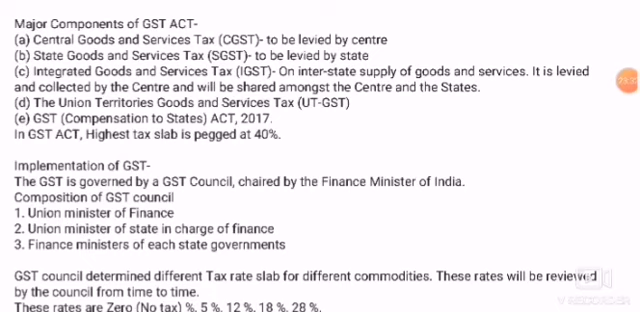 Major Components of GST ACT-
(a) Central Goods and Services Tax (CGST)- to be levied by centre
(b) State Goods and Services Tax (SGST)- to be levied by state
(c) Integrated Goods and Services Tax (IGST)- On inter-state supply of goods and services. It is levied
and collected by the Centre and will be shared amongst the Centre and the States.
(d) The Union Territories Goods and Services Tax (UT-GST)
(e) GST (Compensation to States) ACT, 2017.
In GST ACT, Highest tax slab is pegged at 40%.
Implementation of GST-
The GST is governed by a GST Council, chaired by the Finance Minister of India.
Composition of GST council
1. Union minister of Finance
2. Union minister of state in charge of finance
3. Finance ministers of each state governments
GST council determined different Tax rate slab for different commodities. These rates will be reviewed
by the council from time to time.
These rates are Zero (No tax) %, 5 %, 12 %, 18 %, 28 %.
V RECORDER